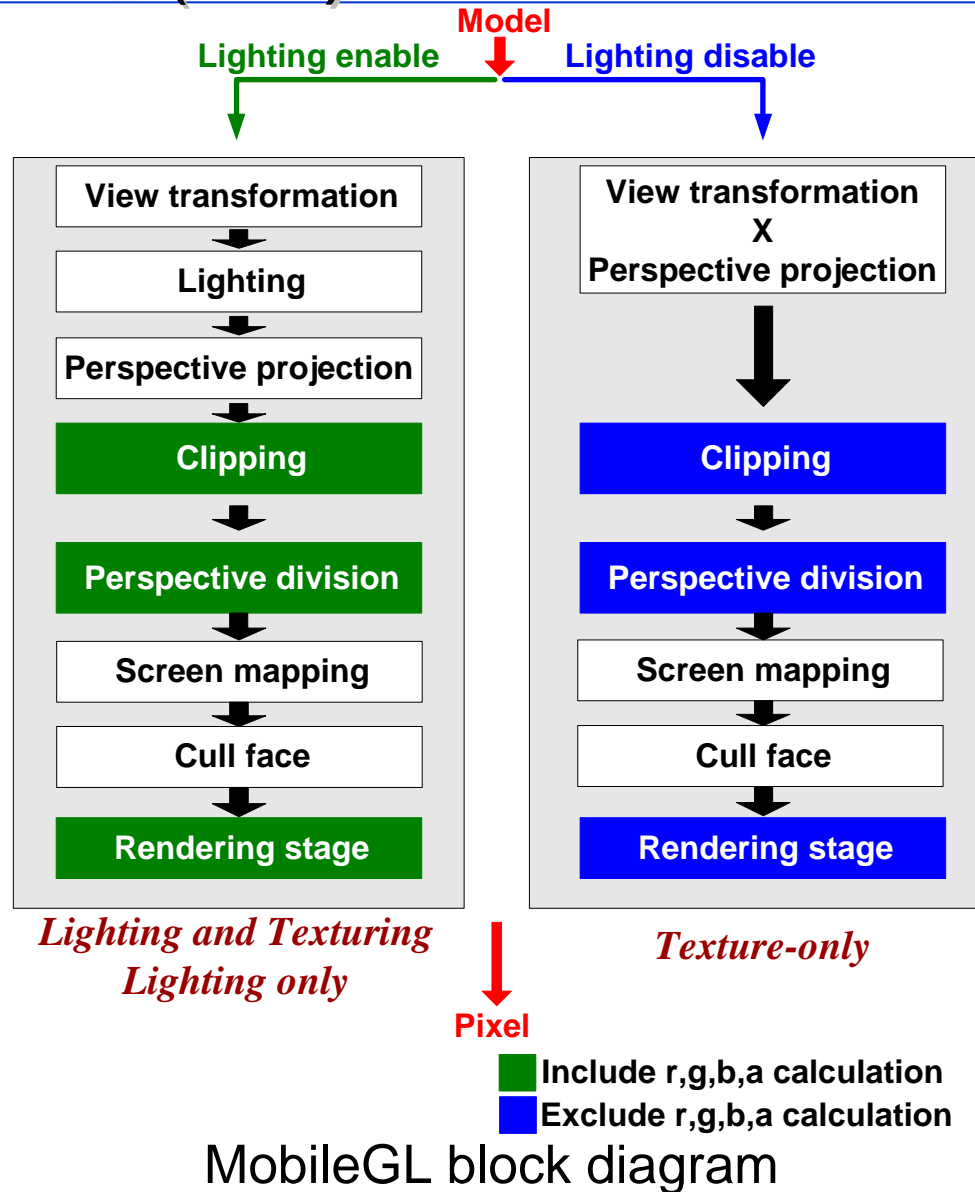 Model
Lighting enable
Lighting disable
View transformation
Lighting
Perspective projection
Clipping
Perspective division
Screen mapping
Cull face
Rendering stage
Lighting and Texturing
Lighting only
View transformation
X
Perspective projection
Clipping
Perspective division
Screen mapping
Cull face
Rendering stage
Texture-only
Pixel
Include r,g,b,a calculation
Exclude r,g,b,a calculation
MobileGL block diagram